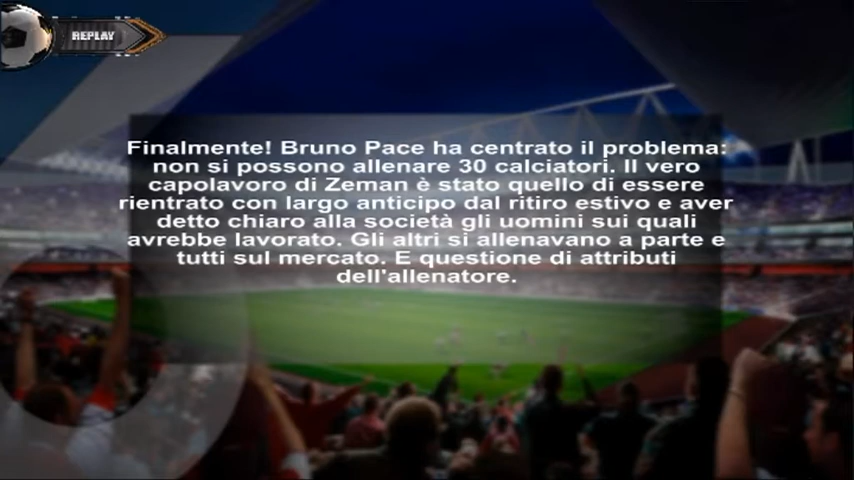 REPLAY
Finalmente! Bruno Pace ha centrato il problema:
non si possono allenare 30 calciatori. Il vero
capolavoro di Zeman è stato quello di essere
rientrato con largo anticipo dal ritiro estivo e aver
detto chiaro alla società gli uomini sui quali
avrebbe lavorato. Gli altri si allenavano a parte e
tutti sul mercato. E questione di attributi
dell'allenatore.